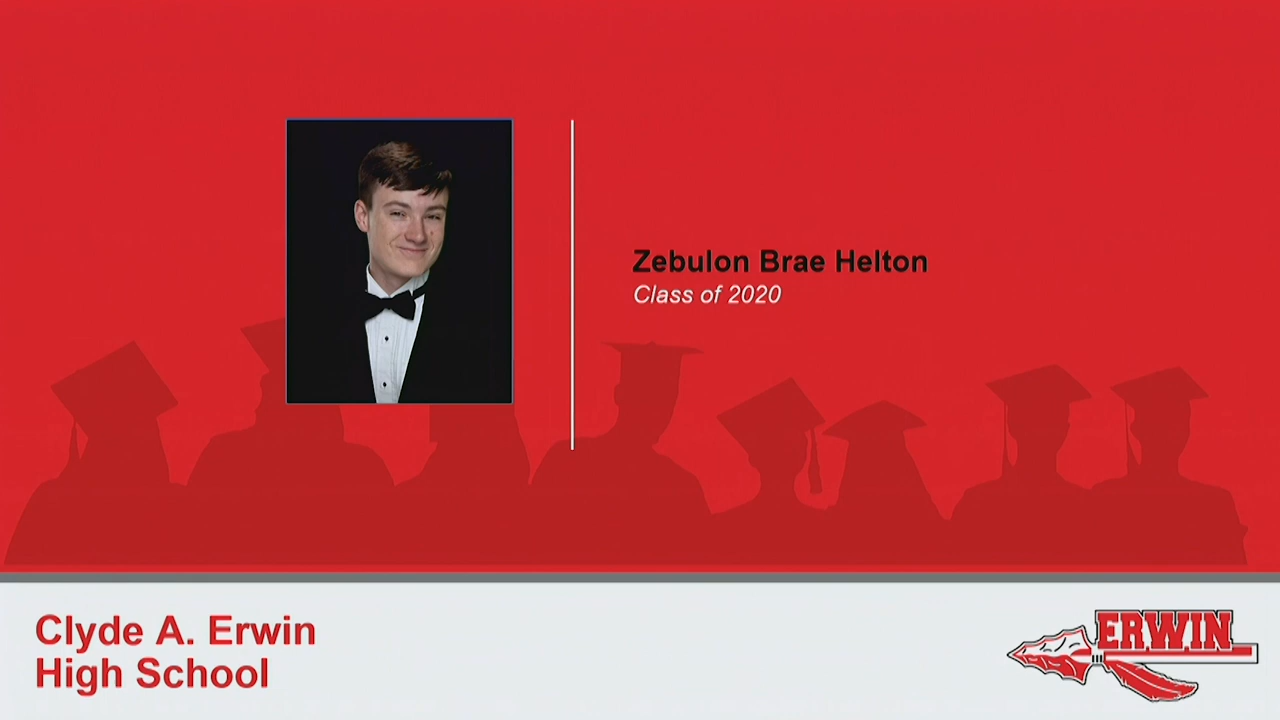 Zebulon Brae Helton
Class of 2020
Clyde A. Erwin
High School
ERWIN